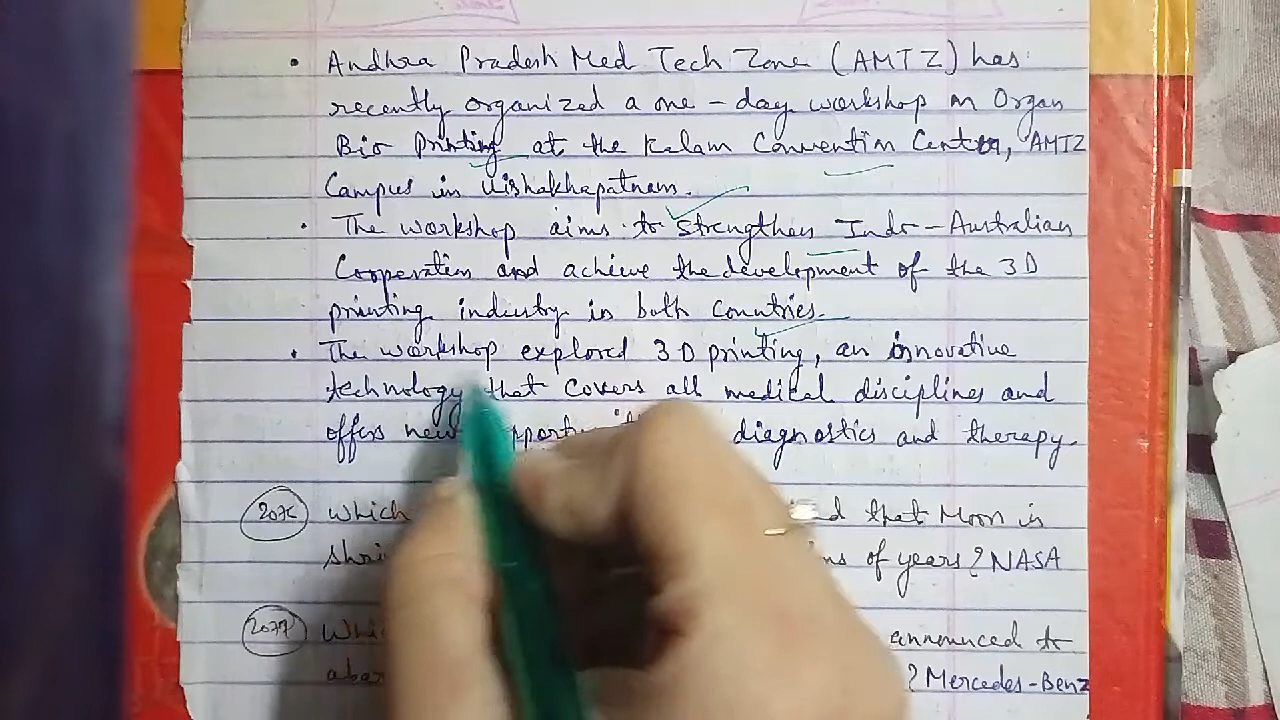 • Andhra Pradesh Med Tech Zone (AMTZ) has
recently organized a one-day workshop on Organ
Bio printing at the Kalam Convention Center, AMTZ
Campus in Vishakhapatnam.
• The workshop aims to strengthen Indo-Australian
Cooperation and achieve the development of the 3D
printing industry in both Countries.
• The workshop explored 3D printing, an innovative
technology that covers all medical disciplines and
offers new diagnostics and therapy.
Which that Moon is
of years? NASA
announced to
? Mercedes-Benz